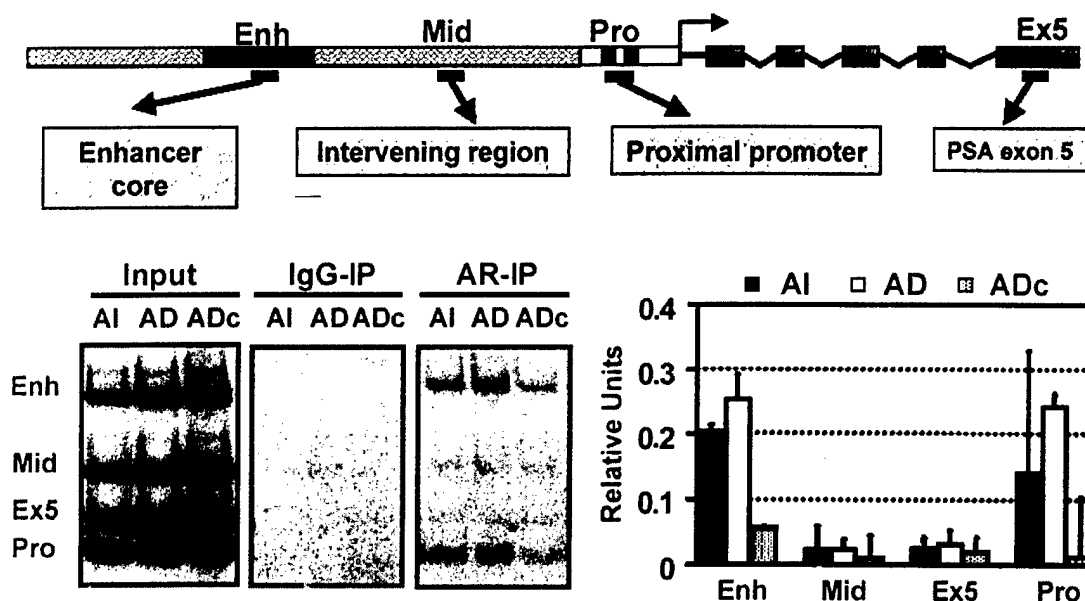 Enh Mid Pro Ex5
Enhancer core
Intervening region
Proximal promoter
PSA exon 5
Input IgG-IP AR-IP
AI AD ADc AI AD ADc AI AD ADc
Enh
Mid
Ex5
Pro
AI AD ADc
Relative Units
0.4
0.3
0.2
0.1
0
Enh Mid Ex5 Pro